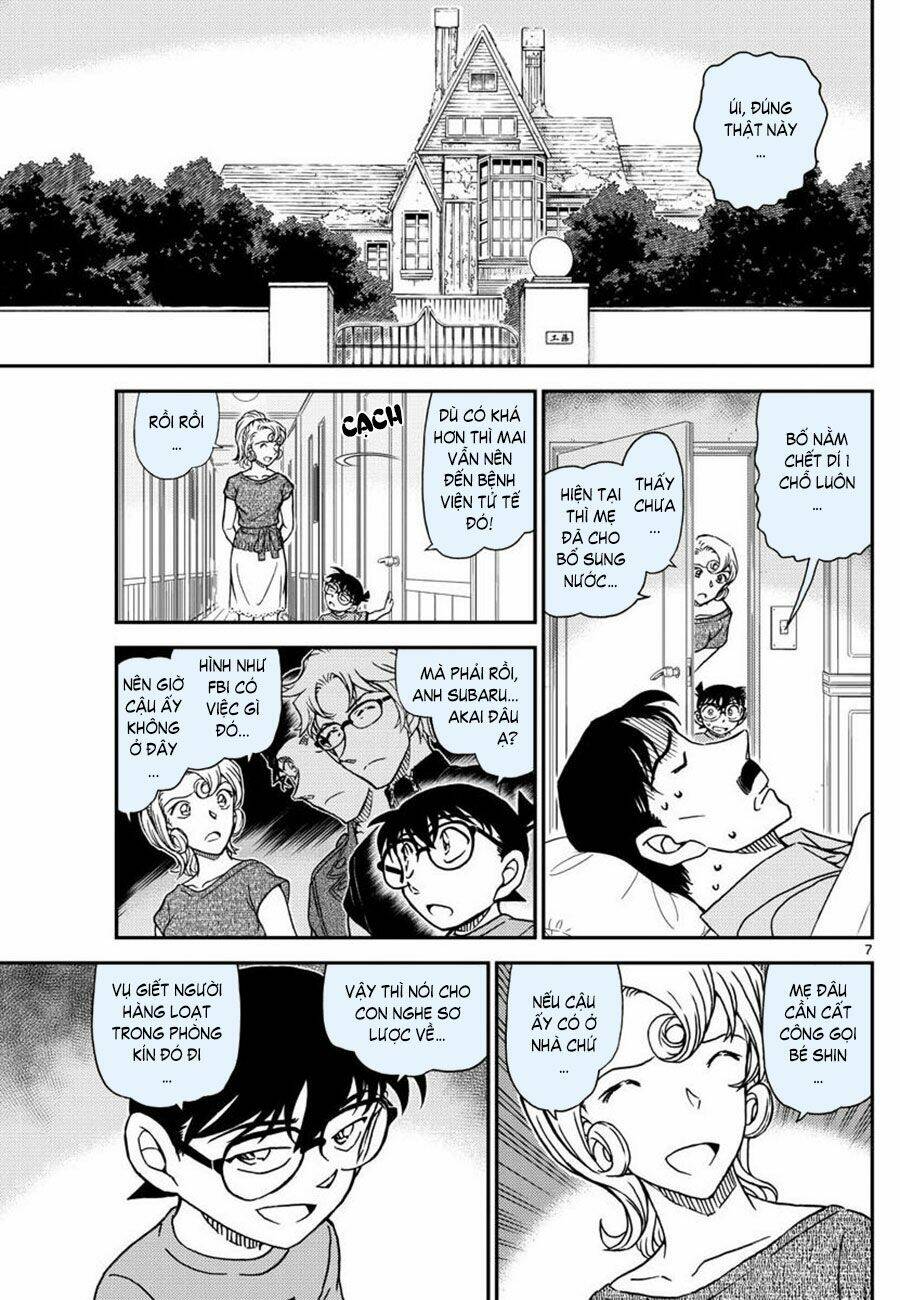 ÚI, ĐÚNG
THẬT NÀY
...
工藤
BỐ NẰM
CHẾT DÍ 1
CHỖ LUÔN
...
THẤY
CHƯA
...
HIỆN TẠI
THÌ MẸ
ĐÃ CHO
BỔ SUNG
NƯỚC...
DÙ CÓ KHÁ
HƠN THÌ MAI
VẪN NÊN
ĐẾN BỆNH
VIỆN TỬ TẾ
ĐÓ!
CẠCH
RỒI RỒI
...
MÀ PHẢI RỒI,
ANH SUBARU...
AKAI ĐÂU
Ạ?
HÌNH NHƯ
FBI CÓ
VIỆC GÌ
ĐÓ...
NÊN GIỜ
CẬU ẤY
KHÔNG
Ở ĐÂY
...
7
MẸ ĐÂU
CẦN CẤT
CÔNG GỌI
BÉ SHIN
NẾU CẬU
ẤY CÓ Ở
NHÀ CHỨ
...
VẬY THÌ NÓI CHO
CON NGHE SƠ
LƯỢC VỀ...
VỤ GIẾT NGƯỜI
HÀNG LOẠT
TRONG PHÒNG
KÍN ĐÓ ĐI
...